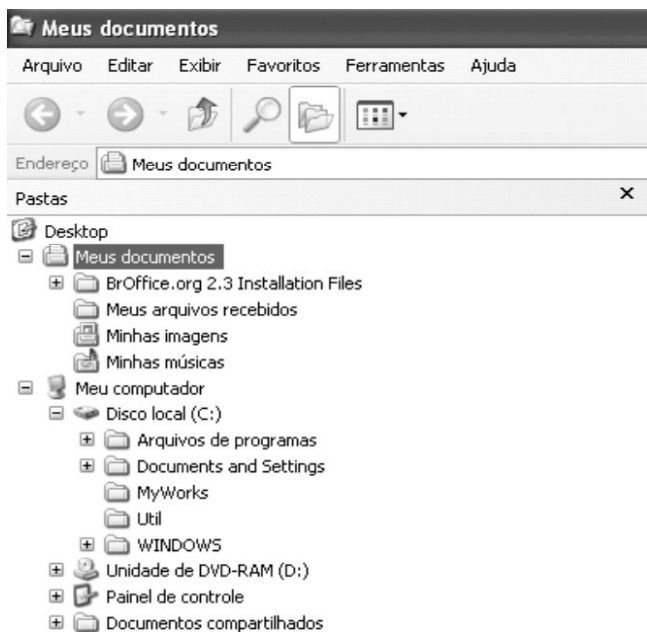 Meus documentos
Arquivo Editar Exibir Favoritos Ferramentas Ajuda
Endereço Meus documentos
Pastas
Desktop
Meus documentos
BrOffice.org 2.3 Installation Files
Meus arquivos recebidos
Minhas imagens
Minhas músicas
Meu computador
Disco local (C:)
Arquivos de programas
Documents and Settings
MyWorks
Util
WINDOWS
Unidade de DVD-RAM (D:)
Painel de controle
Documentos compartilhados